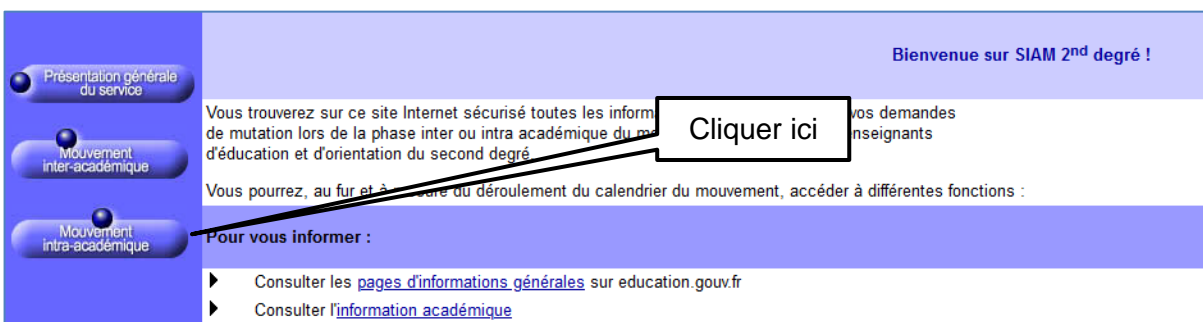 Bienvenue sur SIAM 2nd degré !
Présentation générale
du service
Mouvement
inter-académique
Mouvement
intra-académique
Vous trouverez sur ce site Internet sécurisé toutes les vos demandes
de mutation lors de la phase inter ou intra académique du
d'éducation et d'orientation du second degré.
Vous pourrez, au fur et à mesure du déroulement du calendrier du mouvement, accéder à différentes fonctions :
Cliquer ici
Pour vous informer :
Consulter les pages d'informations générales sur education.gouv.fr
Consulter l'information académique